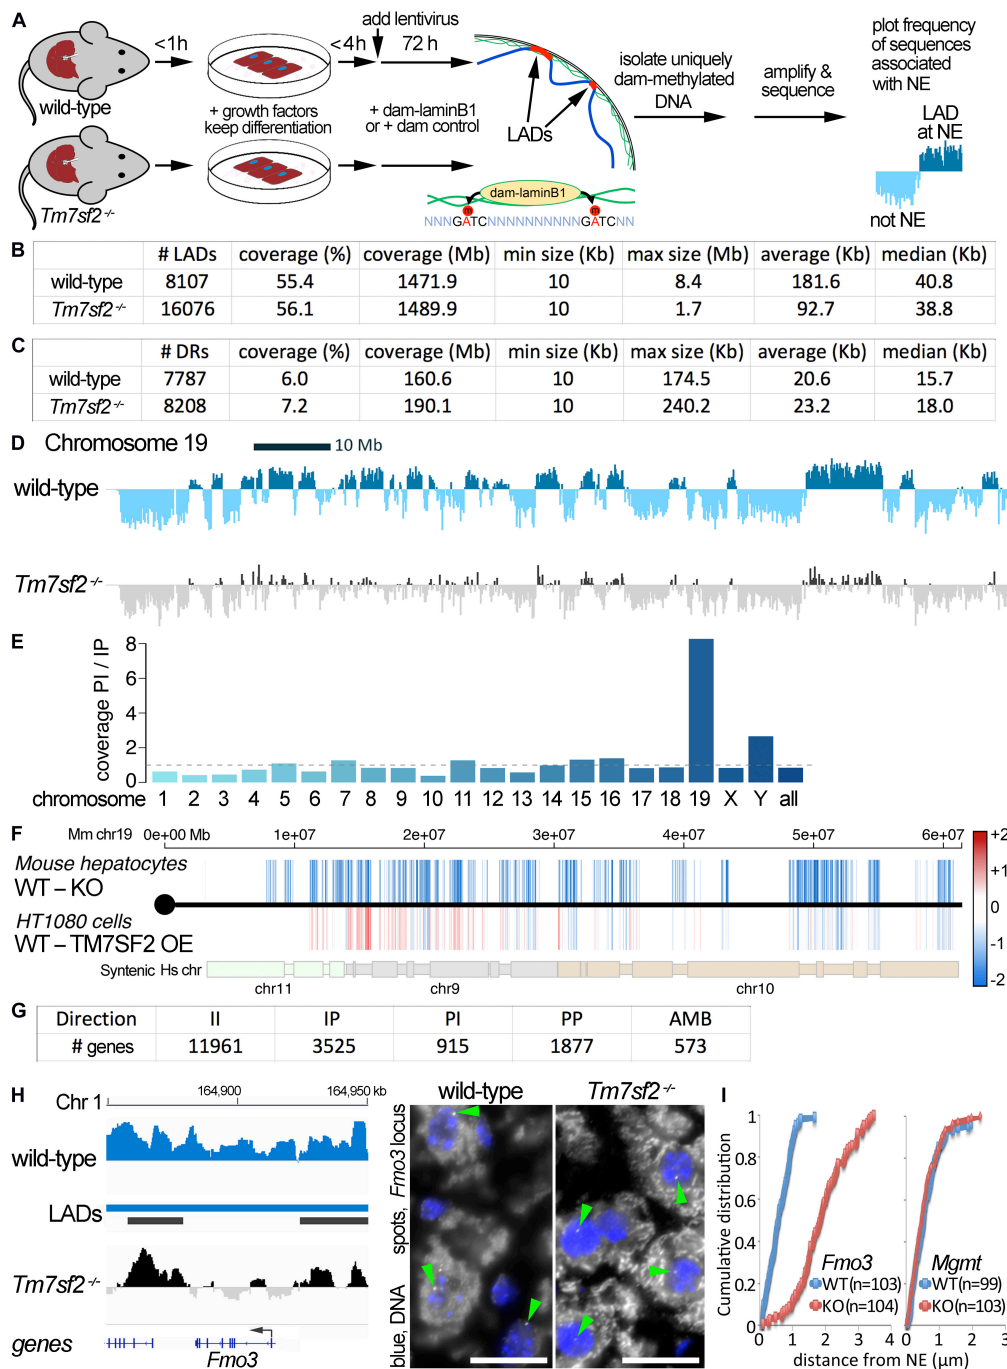 A
wild-type
<1h
+ growth factors
keep differentiation
<4h
add lentivirus
72 h
+ dam-laminB1
or + dam control
LADs
dam-laminB1
m
m
NNNGATCNNNNNNNNNNNGATCNN
isolate uniquely
dam-methylated
DNA
amplify &
sequence
plot frequency
of sequences
associated
with NE
LAD
at NE
not NE
Tm7sf2-/-
B
# LADs coverage (%) coverage (Mb) min size (Kb) max size (Mb) average (Kb) median (Kb)
wild-type 8107 55.4 1471.9 10 8.4 181.6 40.8
Tm7sf2-/- 16076 56.1 1489.9 10 1.7 92.7 38.8
C
# DRs coverage (%) coverage (Mb) min size (Kb) max size (Kb) average (Kb) median (Kb)
wild-type 7787 6.0 160.6 10 174.5 20.6 15.7
Tm7sf2-/- 8208 7.2 190.1 10 240.2 23.2 18.0
D Chromosome 19
10 Mb
wild-type
Tm7sf2-/-
E
coverage PI / IP
8
6
4
2
0
chromosome 1 2 3 4 5 6 7 8 9 10 11 12 13 14 15 16 17 18 19 X Y all
F
Mm chr19 0e+00 Mb 1e+07 2e+07 3e+07 4e+07 5e+07 6e+07
Mouse hepatocytes
WT – KO
HT1080 cells
WT – TM7SF2 OE
Syntenic Hs chr
chr11 chr9 chr10
+2
+1
0
-1
-2
G
Direction II IP PI PP AMB
# genes 11961 3525 915 1877 573
H
Chr 1
164,900 164,950 kb
wild-type
LADs
Tm7sf2-/-
genes
Fmo3
wild-type
Tm7sf2-/-
spots, Fmo3 locus
blue, DNA
I
Cumulative distribution
1
0.8
0.6
0.4
0.2
0
Fmo3
WT(n=103)
KO(n=104)
Mgmt
WT(n=99)
KO(n=103)
0 1 2 3 4 0 1 2 3
distance from NE (µm)